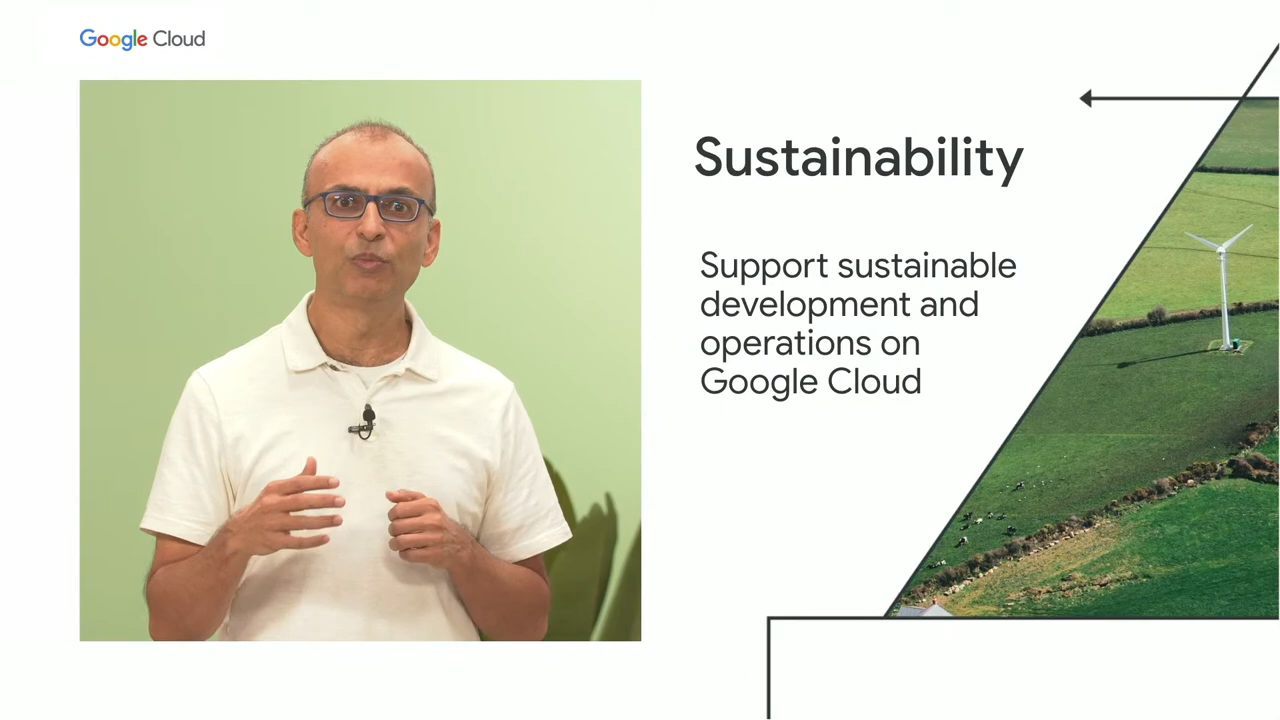 Google Cloud
Sustainability
Support sustainable
development and
operations on
Google Cloud